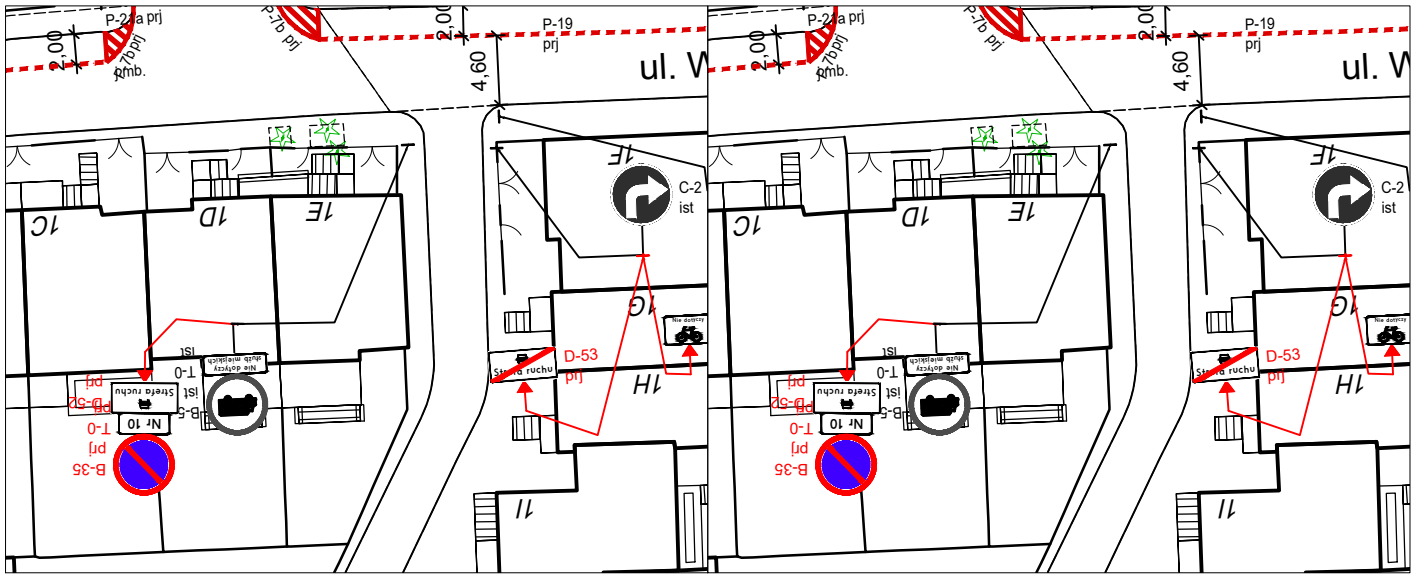 P-21a prj
P-7b prj
P-7b prj
2,00
2,00
P-19
prj
4,60
ul. W
1F
C-2
ist
1C
1D
1E
1G
Nie dotyczy
1H
D-53
prj
Strefa ruchu
Nie dotyczy
służb miejskich
T-0
ist
B-5
ist
Strefa ruchu
D-52
prj
Nr 10
T-0
prj
B-35
prj
1I
P-21a prj
P-7b prj
P-7b prj
2,00
2,00
P-19
prj
4,60
ul. W
1F
C-2
ist
1C
1D
1E
1G
Nie dotyczy
1H
D-53
prj
Strefa ruchu
Nie dotyczy
służb miejskich
T-0
ist
B-5
ist
Strefa ruchu
D-52
prj
Nr 10
T-0
prj
B-35
prj
1I